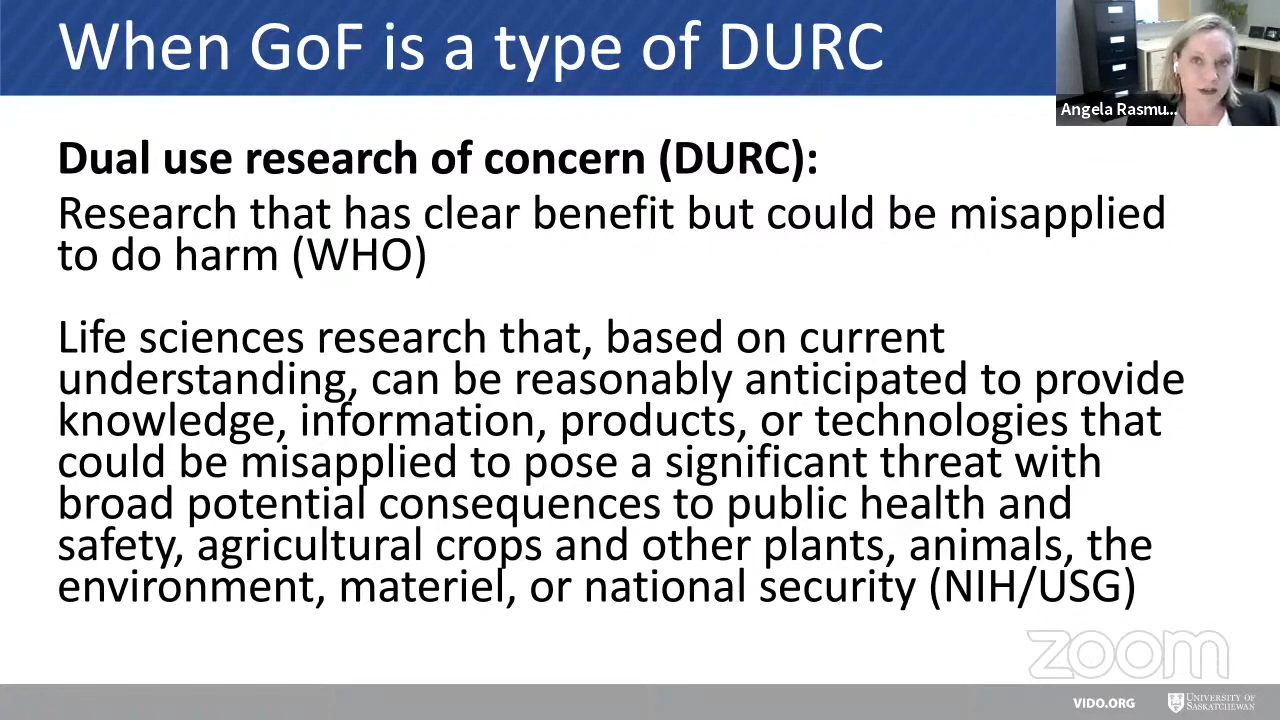 When GoF is a type of DURC
Angela Rasmu...
Dual use research of concern (DURC):
Research that has clear benefit but could be misapplied
to do harm (WHO)
Life sciences research that, based on current
understanding, can be reasonably anticipated to provide
knowledge, information, products, or technologies that
could be misapplied to pose a significant threat with
broad potential consequences to public health and
safety, agricultural crops and other plants, animals, the
environment, materiel, or national security (NIH/USG)
zoom
VIDO.ORG
UNIVERSITY OF
SASKATCHEWAN